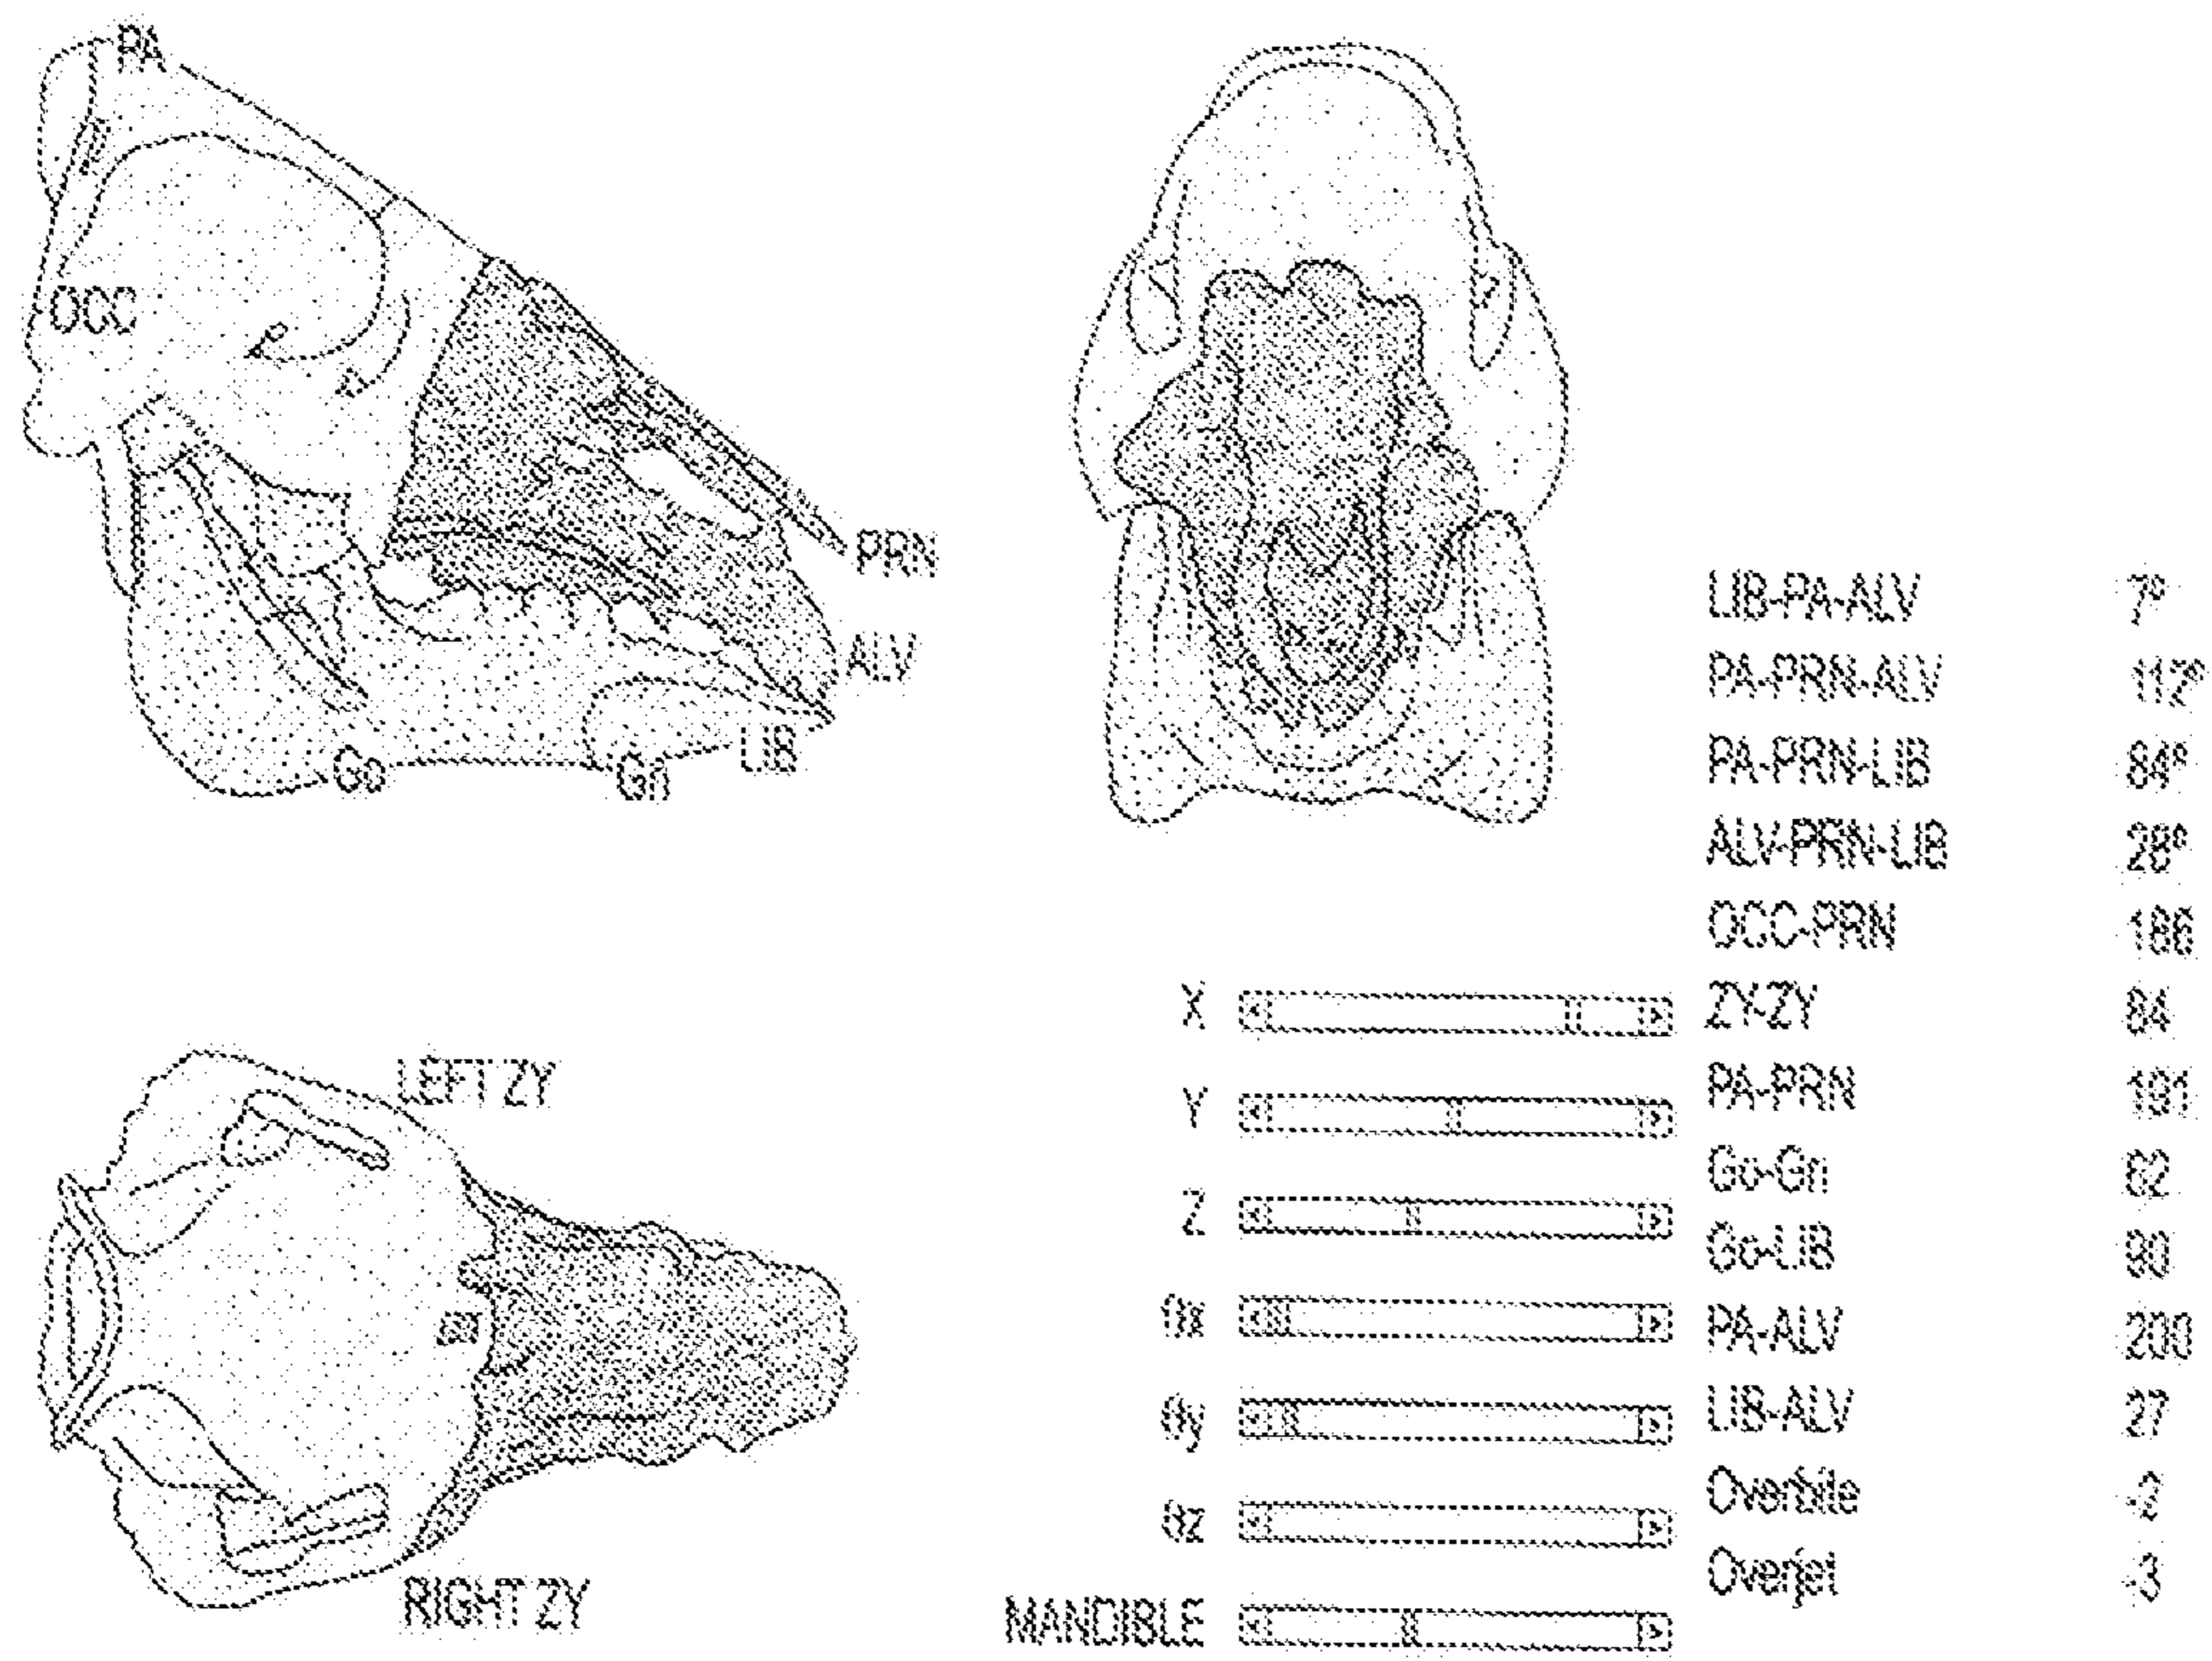 PA
OCC
PRN
ALV
LIB
Go
Gn
LEFT ZY
RIGHT ZY
X
Y
Z
θx
θy
θz
MANDIBLE
LIB-PA-ALV 7°
PA-PRN-ALV 112°
PA-PRN-LIB 84°
ALV-PRN-LIB 28°
OCC-PRN 186
ZY-ZY 84
PA-PRN 191
Go-Gn 62
Go-LIB 90
PA-ALV 200
LIB-ALV 27
Overbite -2
Overjet -3